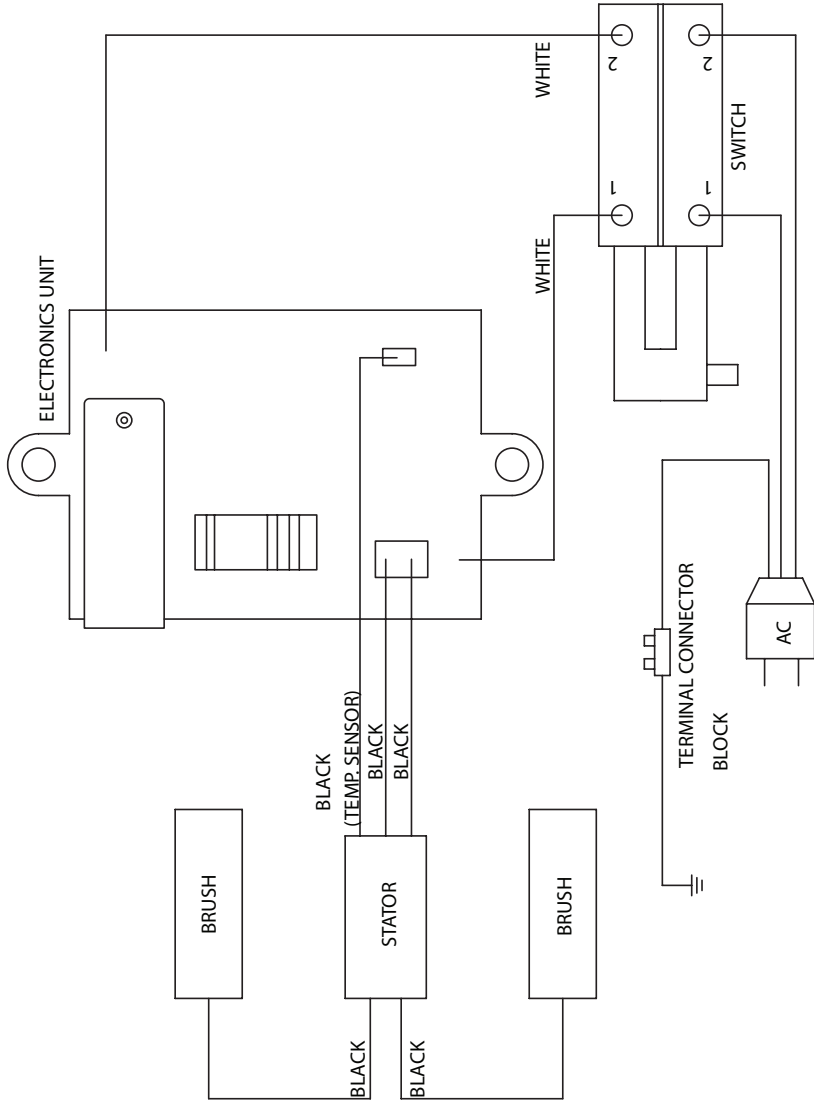 ELECTRONICS UNIT
WHITE
WHITE
2
2
1
1
SWITCH
BLACK
(TEMP. SENSOR)
BLACK
BLACK
BRUSH
STATOR
BRUSH
BLACK
BLACK
TERMINAL CONNECTOR
BLOCK
AC